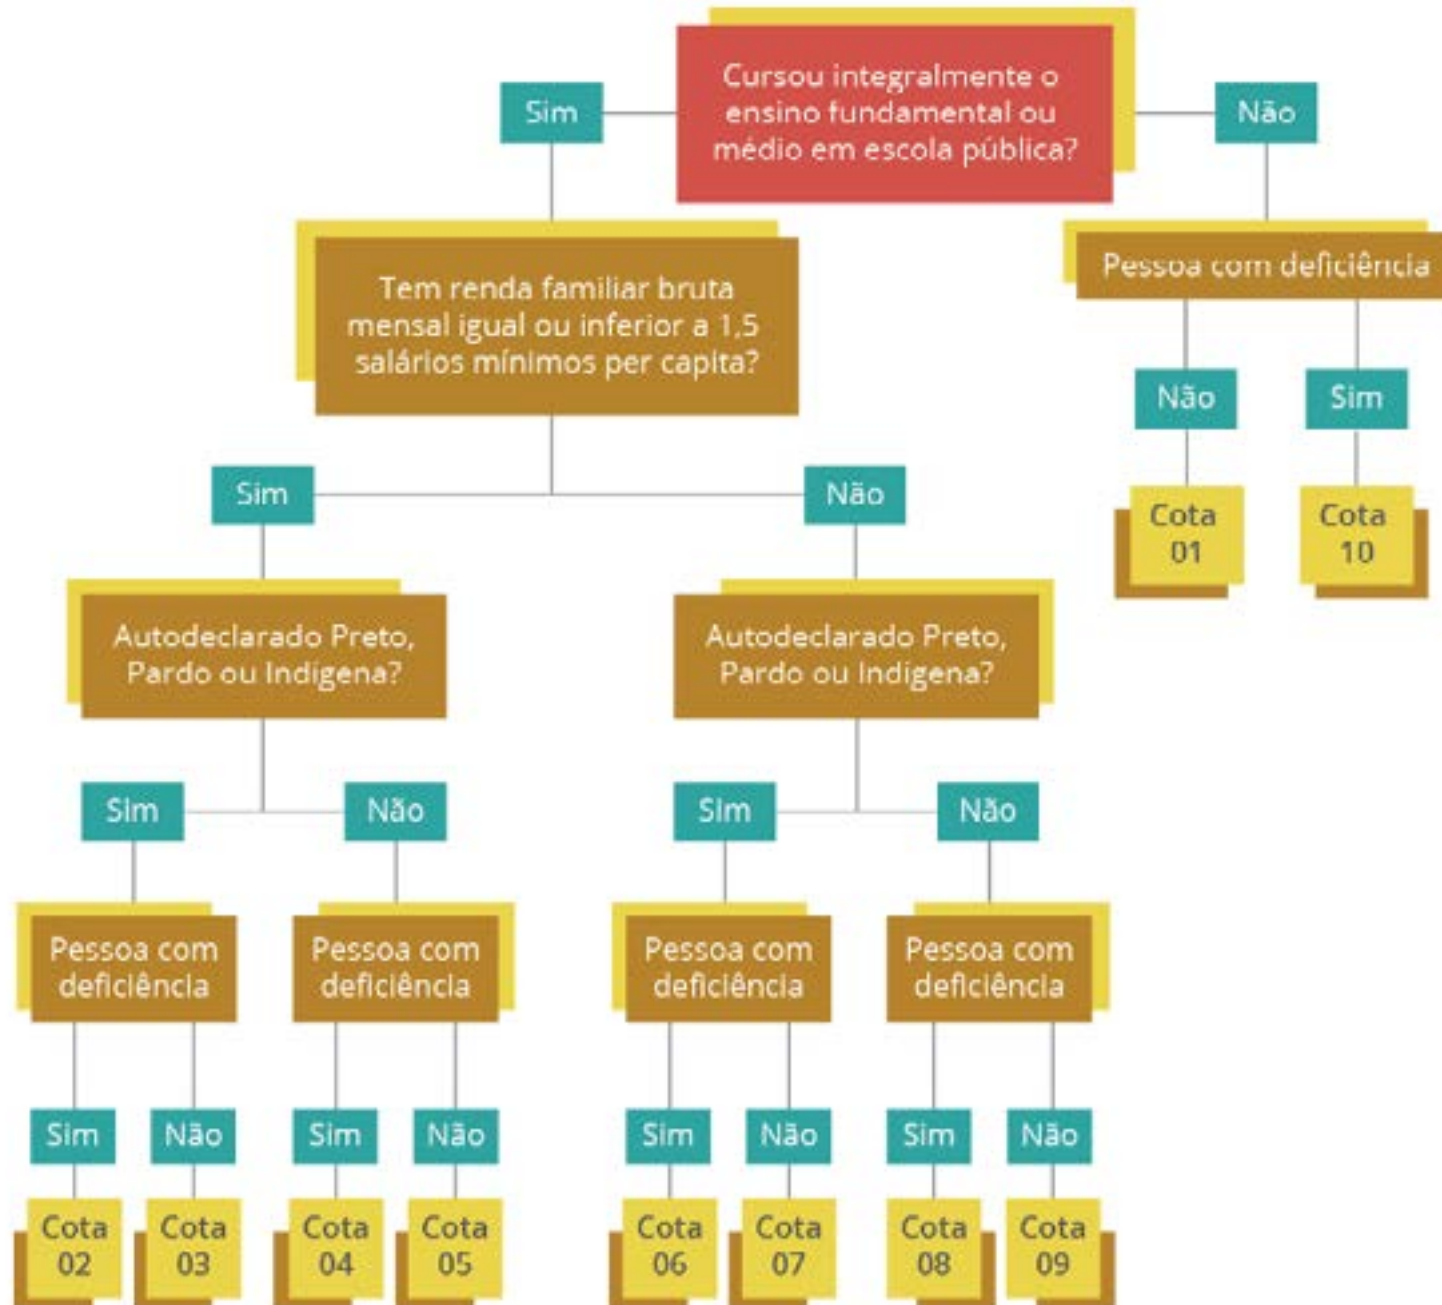 Cursou integralmente o
ensino fundamental ou
médio em escola pública?
Sim
Não
Tem renda familiar bruta
mensal igual ou inferior a 1,5
salários mínimos per capita?
Pessoa com deficiência
Não
Sim
Cota
01
Cota
10
Sim
Não
Autodeclarado Preto,
Pardo ou Indígena?
Autodeclarado Preto,
Pardo ou Indígena?
Sim
Não
Sim
Não
Pessoa com
deficiência
Pessoa com
deficiência
Pessoa com
deficiência
Pessoa com
deficiência
Sim
Não
Sim
Não
Sim
Não
Sim
Não
Cota
02
Cota
03
Cota
04
Cota
05
Cota
06
Cota
07
Cota
08
Cota
09